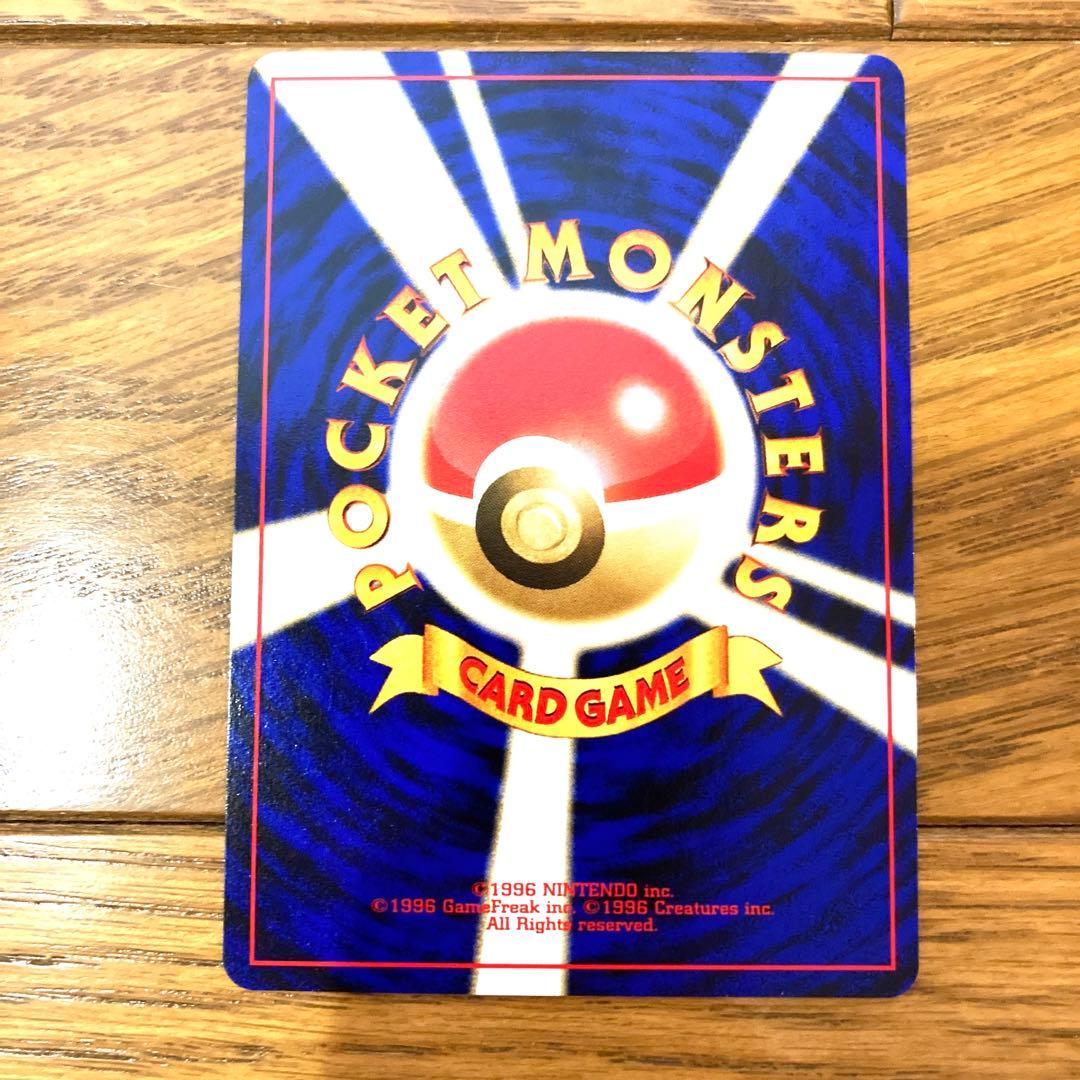 POCKET MONSTERS
CARD GAME
©1996 NINTENDO inc.
©1996 GameFreak inc. ©1996 Creatures inc.
All Rights reserved.